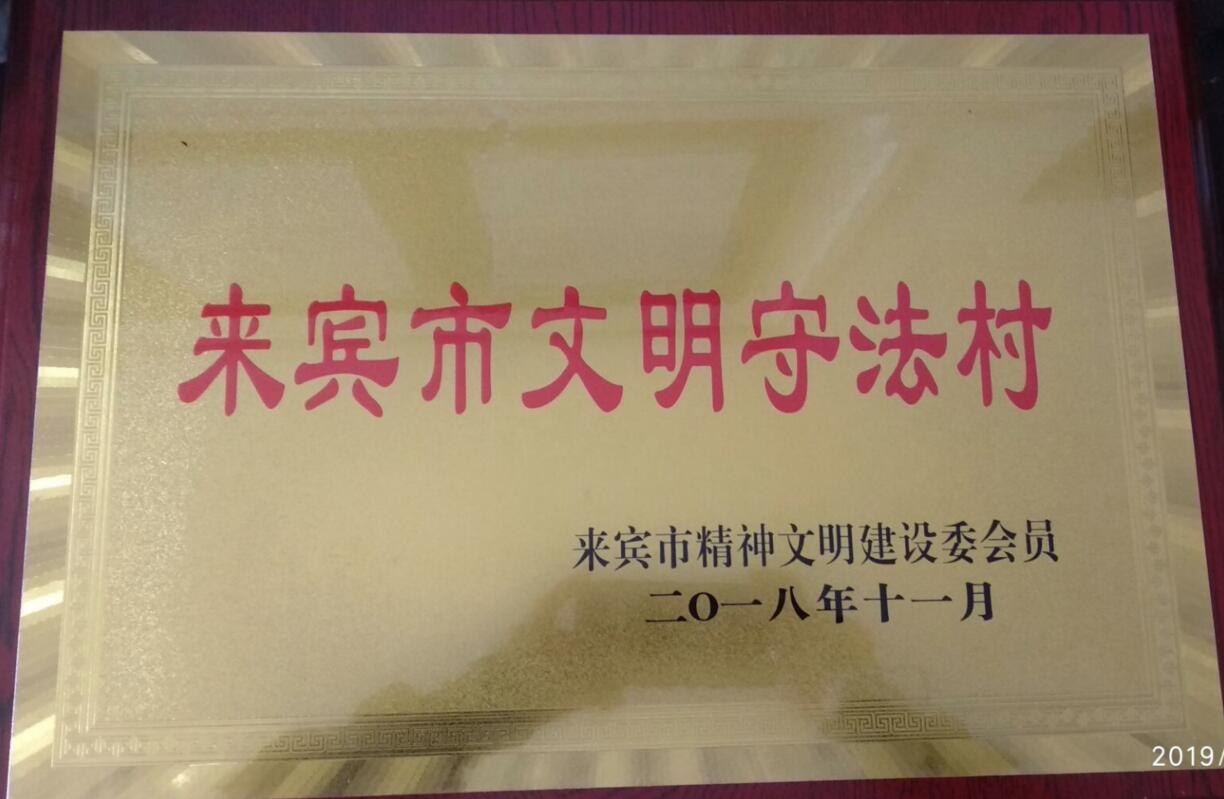 来宾市文明守法村
来宾市精神文明建设委会员
二O一八年十一月
2019/